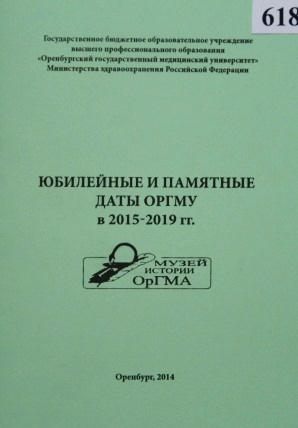 618
Государственное бюджетное образовательное учреждение
высшего профессионального образования
«Оренбургский государственный медицинский университет»
Министерства здравоохранения Российской Федерации
ЮБИЛЕЙНЫЕ И ПАМЯТНЫЕ
ДАТЫ ОРГМУ
в 2015-2019 гг.
МУЗЕЙ
ИСТОРИИ
ОрГМА
Оренбург, 2014